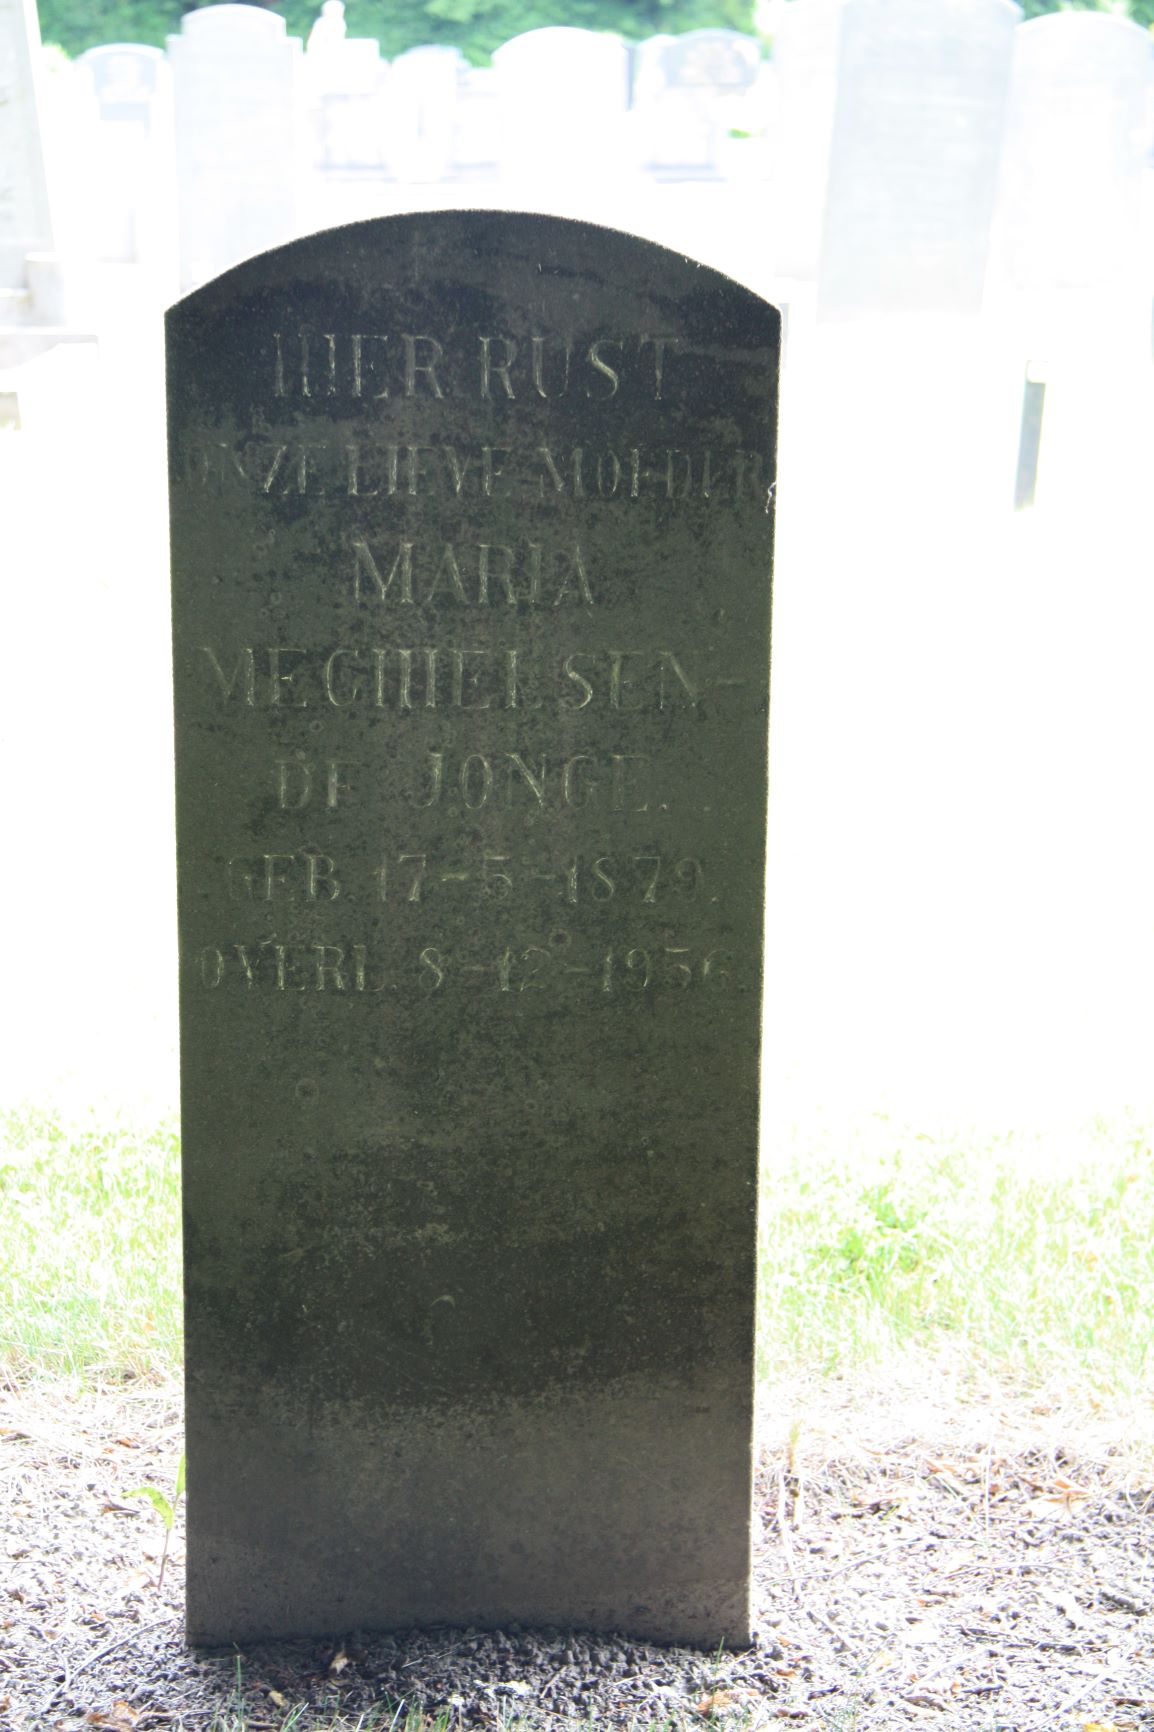 HIER RUST
ONZE LIEVE MOEDER
MARIA
MECHIELSEN-
DE JONGE.
GEB. 17-5-1879.
OVERL. 8-12-1956.